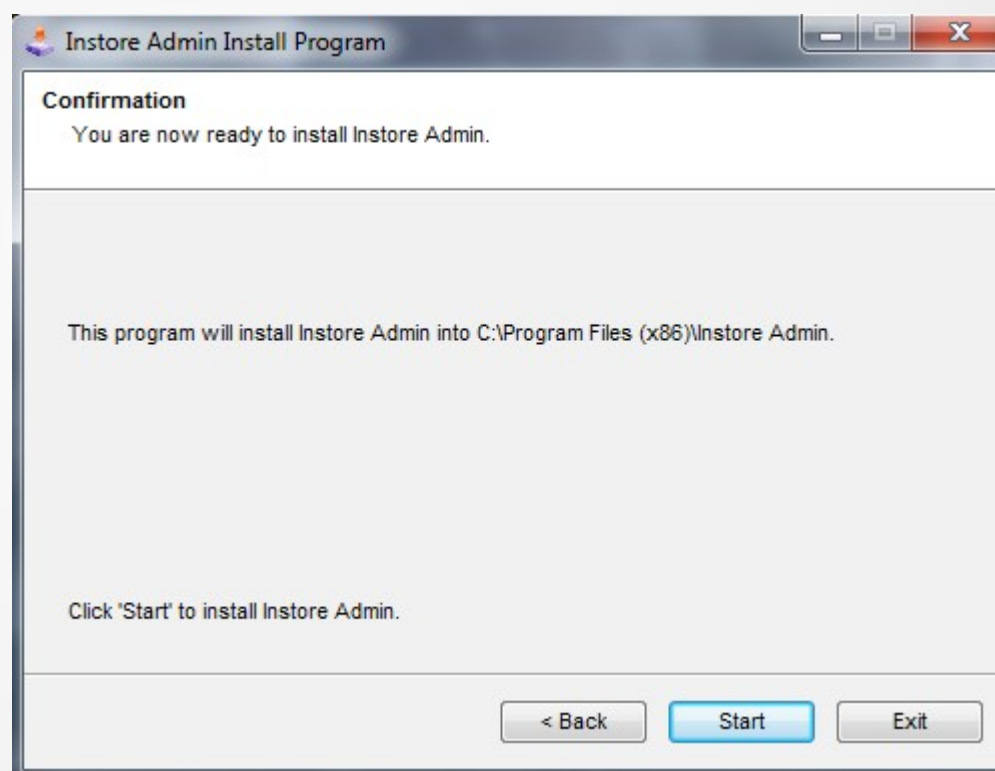 Instore Admin Install Program
Confirmation
You are now ready to install Instore Admin.
This program will install Instore Admin into C:\Program Files (x86)\Instore Admin.
Click 'Start' to install Instore Admin.
< Back Start Exit